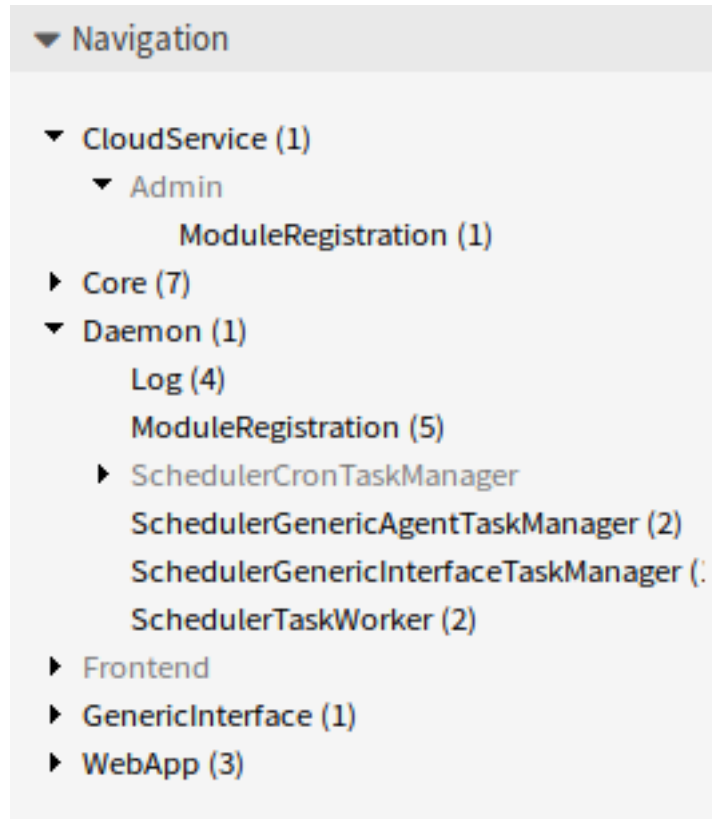 Navigation
CloudService (1)
Admin
ModuleRegistration (1)
Core (7)
Daemon (1)
Log (4)
ModuleRegistration (5)
SchedulerCronTaskManager
SchedulerGenericAgentTaskManager (2)
SchedulerGenericInterfaceTaskManager (
SchedulerTaskWorker (2)
Frontend
GenericInterface (1)
WebApp (3)